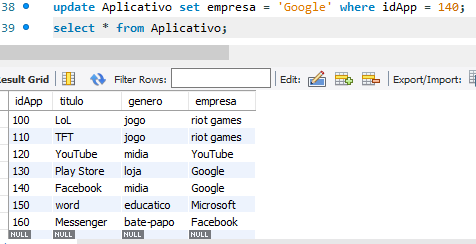 38 update Aplicativo set empresa = 'Google' where idApp = 140;
39 select * from Aplicativo;
Result Grid Filter Rows: Edit: Export/Import:
idApp titulo genero empresa
100 LoL jogo riot games
110 TFT jogo riot games
120 YouTube midia YouTube
130 Play Store loja Google
140 Facebook midia Google
150 word educatico Microsoft
160 Messenger bate-papo Facebook
NULL NULL NULL NULL